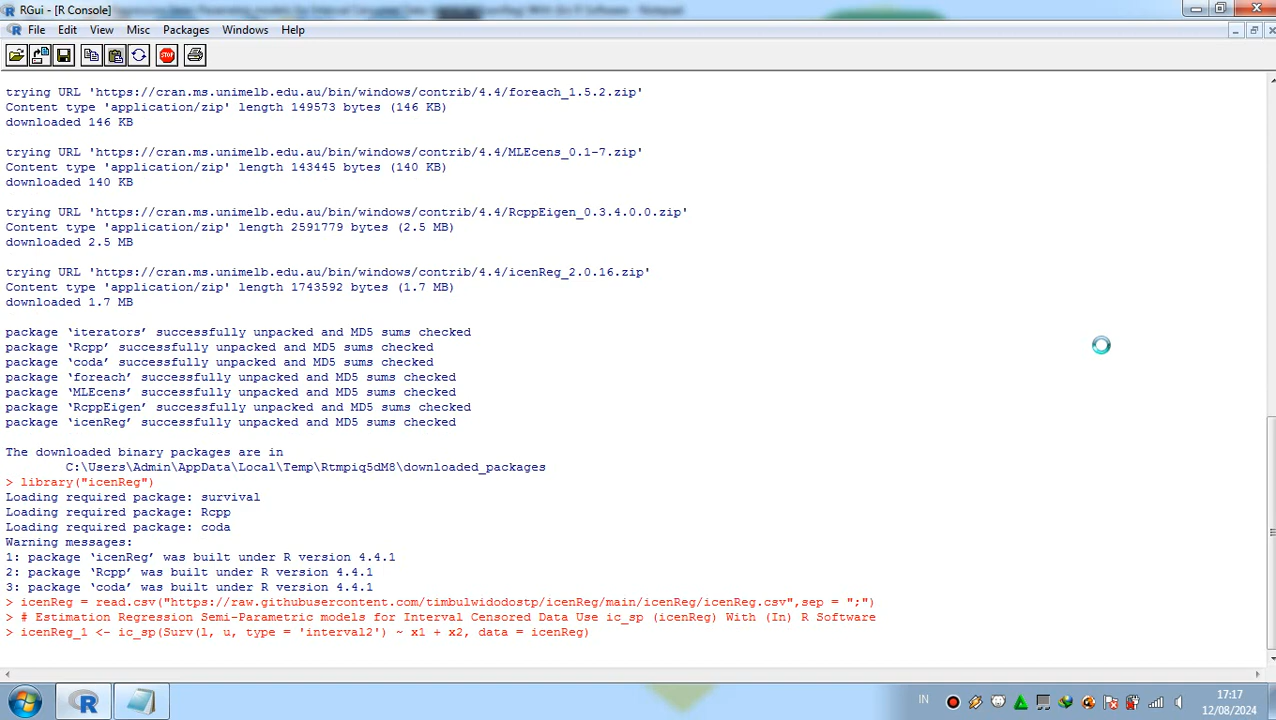 RGui - [R Console]
File Edit View Misc Packages Windows Help
STOP
trying URL 'https://cran.ms.unimelb.edu.au/bin/windows/contrib/4.4/foreach_1.5.2.zip'
Content type 'application/zip' length 149573 bytes (146 KB)
downloaded 146 KB
trying URL 'https://cran.ms.unimelb.edu.au/bin/windows/contrib/4.4/MLEcens_0.1-7.zip'
Content type 'application/zip' length 143445 bytes (140 KB)
downloaded 140 KB
trying URL 'https://cran.ms.unimelb.edu.au/bin/windows/contrib/4.4/RcppEigen_0.3.4.0.0.zip'
Content type 'application/zip' length 2591779 bytes (2.5 MB)
downloaded 2.5 MB
trying URL 'https://cran.ms.unimelb.edu.au/bin/windows/contrib/4.4/icenReg_2.0.16.zip'
Content type 'application/zip' length 1743592 bytes (1.7 MB)
downloaded 1.7 MB
package ‘iterators’ successfully unpacked and MD5 sums checked
package ‘Rcpp’ successfully unpacked and MD5 sums checked
package ‘coda’ successfully unpacked and MD5 sums checked
package ‘foreach’ successfully unpacked and MD5 sums checked
package ‘MLEcens’ successfully unpacked and MD5 sums checked
package ‘RcppEigen’ successfully unpacked and MD5 sums checked
package ‘icenReg’ successfully unpacked and MD5 sums checked
The downloaded binary packages are in
C:\Users\Admin\AppData\Local\Temp\Rtmpiq5dM8\downloaded_packages
> library("icenReg")
Loading required package: survival
Loading required package: Rcpp
Loading required package: coda
Warning messages:
1: package ‘icenReg’ was built under R version 4.4.1
2: package ‘Rcpp’ was built under R version 4.4.1
3: package ‘coda’ was built under R version 4.4.1
> icenReg = read.csv("https://raw.githubusercontent.com/timbulwidodostp/icenReg/main/icenReg/icenReg.csv",sep = ";")
> # Estimation Regression Semi-Parametric models for Interval Censored Data Use ic_sp (icenReg) With (In) R Software
> icenReg_1 <- ic_sp(Surv(l, u, type = 'interval2') ~ x1 + x2, data = icenReg)
IN
17:17
12/08/2024